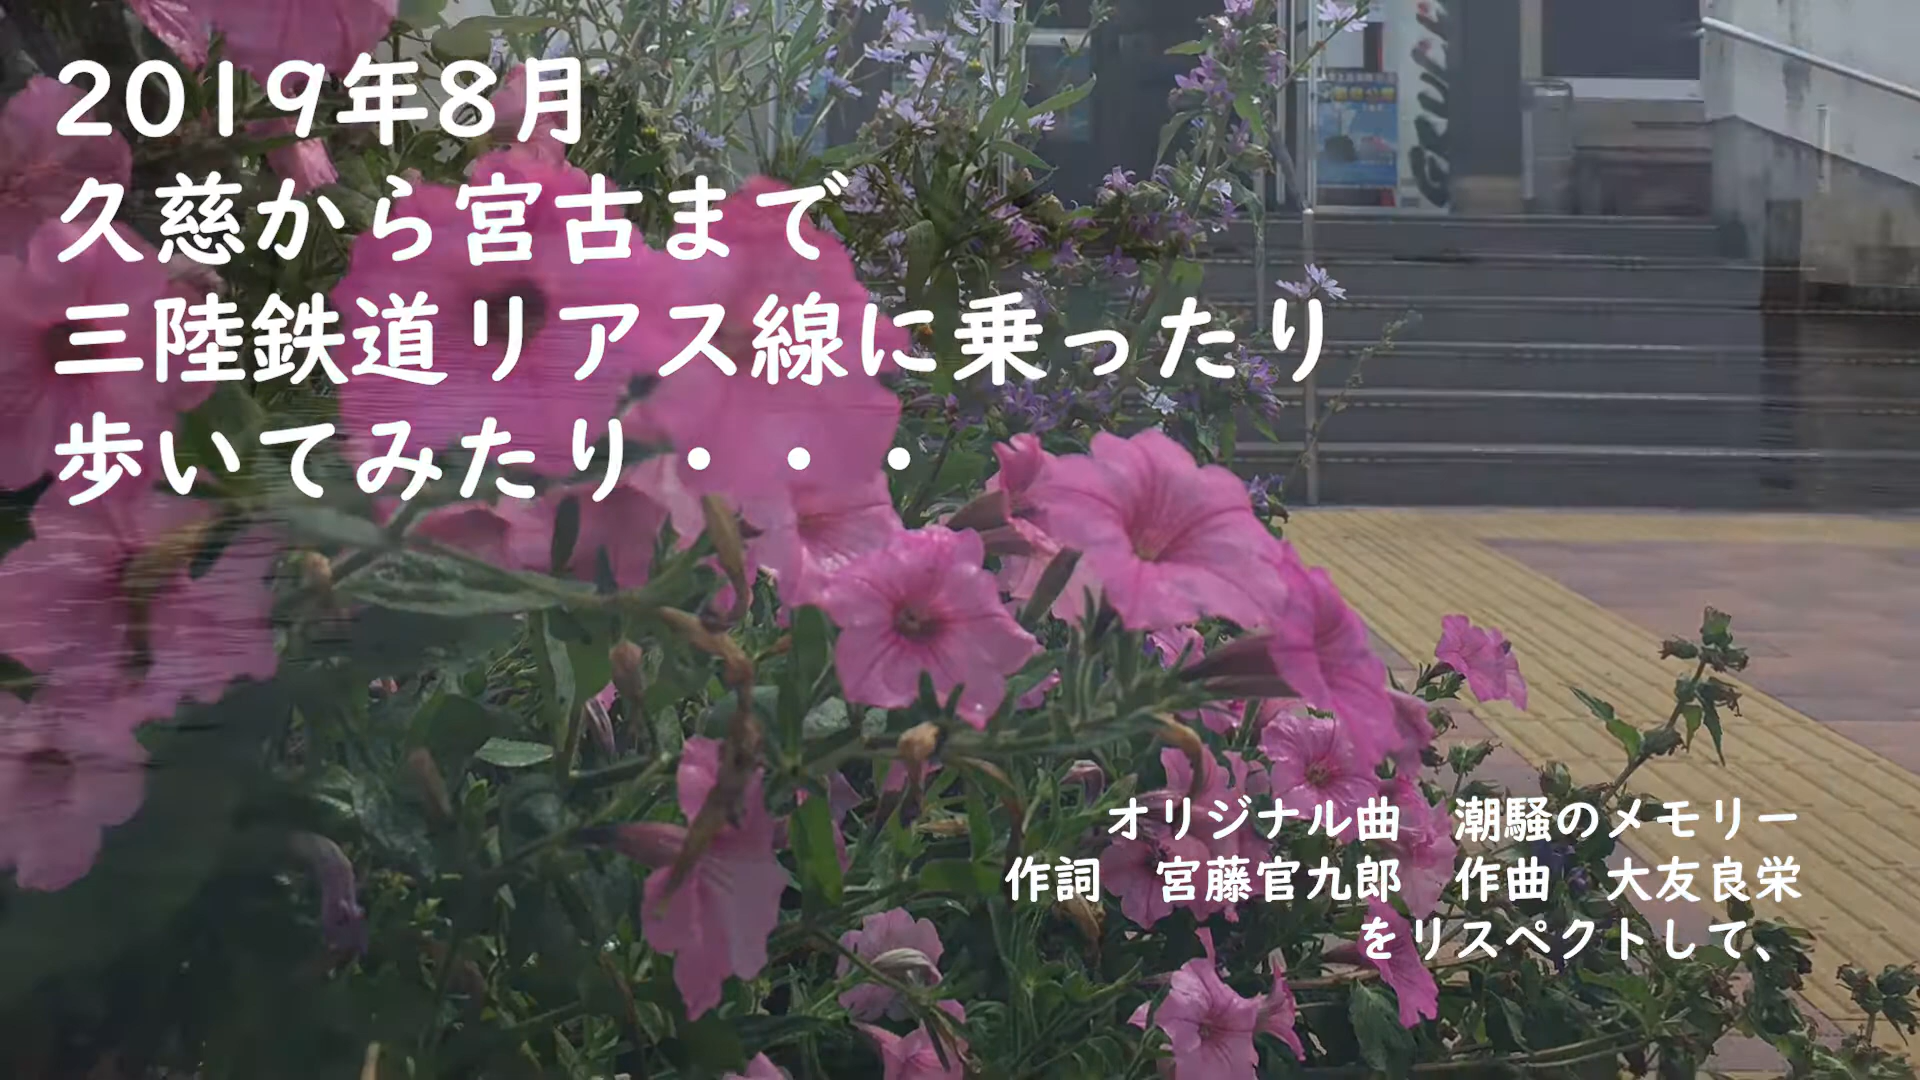 2019年8月
久慈から宮古まで
三陸鉄道リアス線に乗ったり
歩いてみたり・・・
オリジナル曲　潮騒のメモリー
作詞　宮藤官九郎　作曲　大友良栄
をリスペクトして、